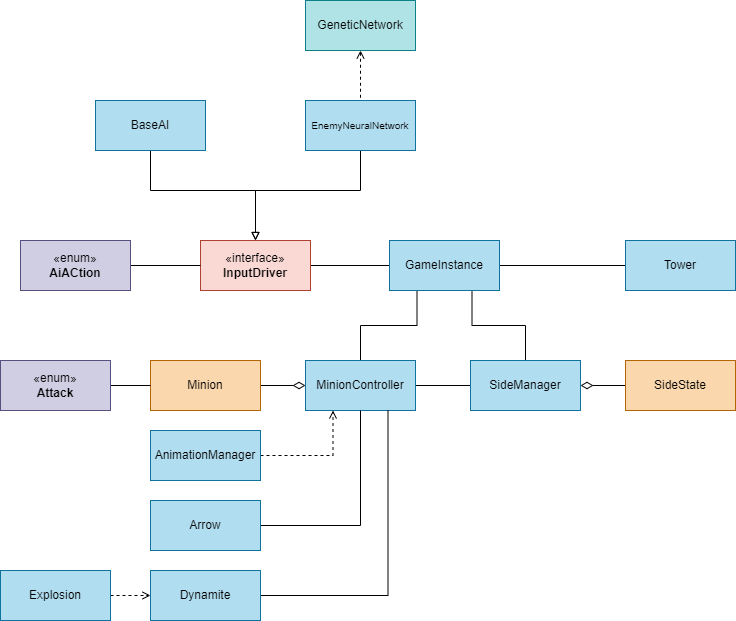 GeneticNetwork
BaseAI
EnemyNeuralNetwork
«enum»
AiACtion
«interface»
InputDriver
GameInstance
Tower
«enum»
Attack
Minion
MinionController
SideManager
SideState
AnimationManager
Arrow
Explosion
Dynamite